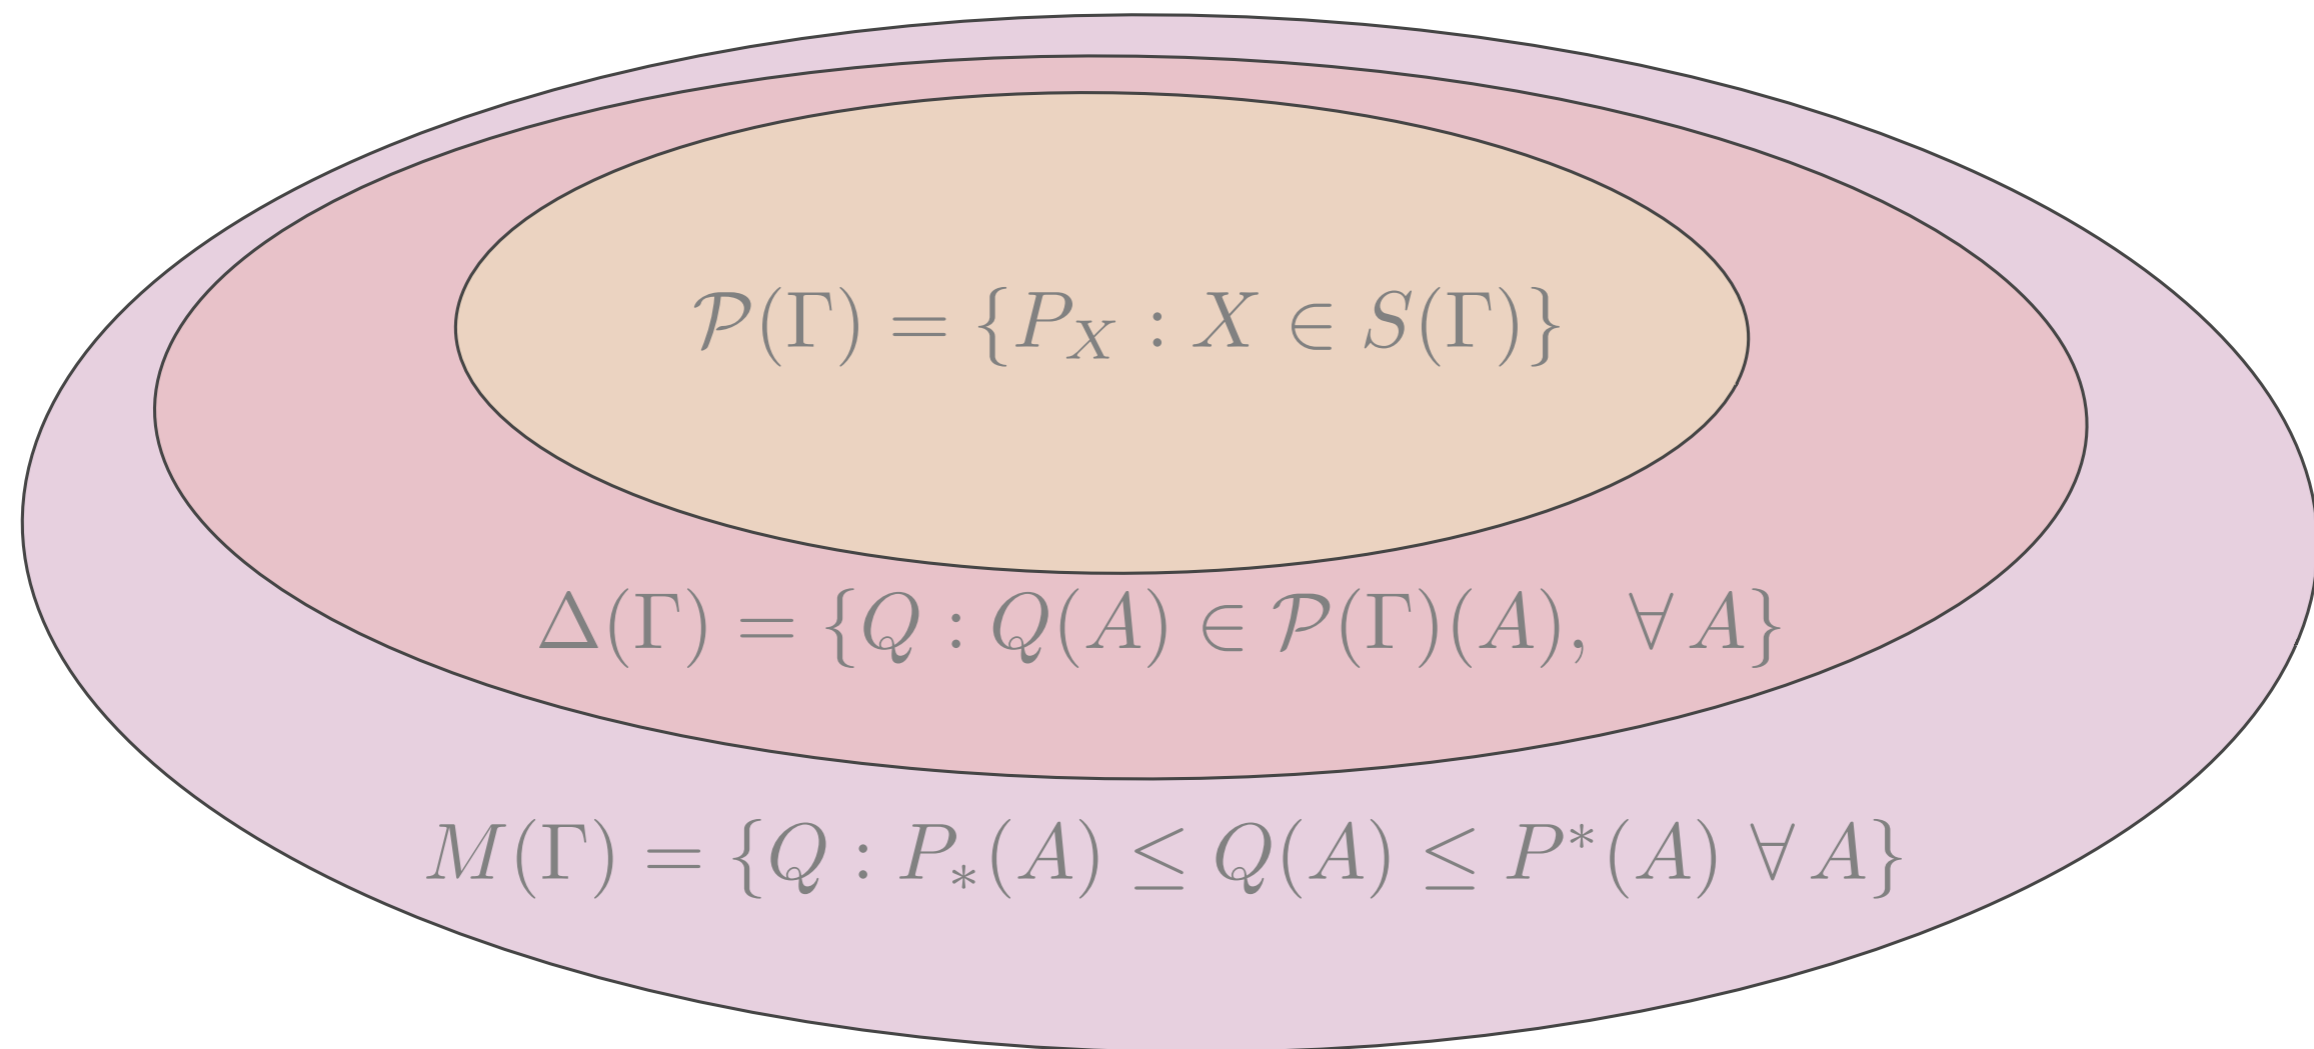 𝒫(Γ) = {P_X : X ∈ S(Γ)}
Δ(Γ) = {Q : Q(A) ∈ 𝒫(Γ)(A), ∀ A}
M(Γ) = {Q : P_*(A) ≤ Q(A) ≤ P^*(A) ∀ A}